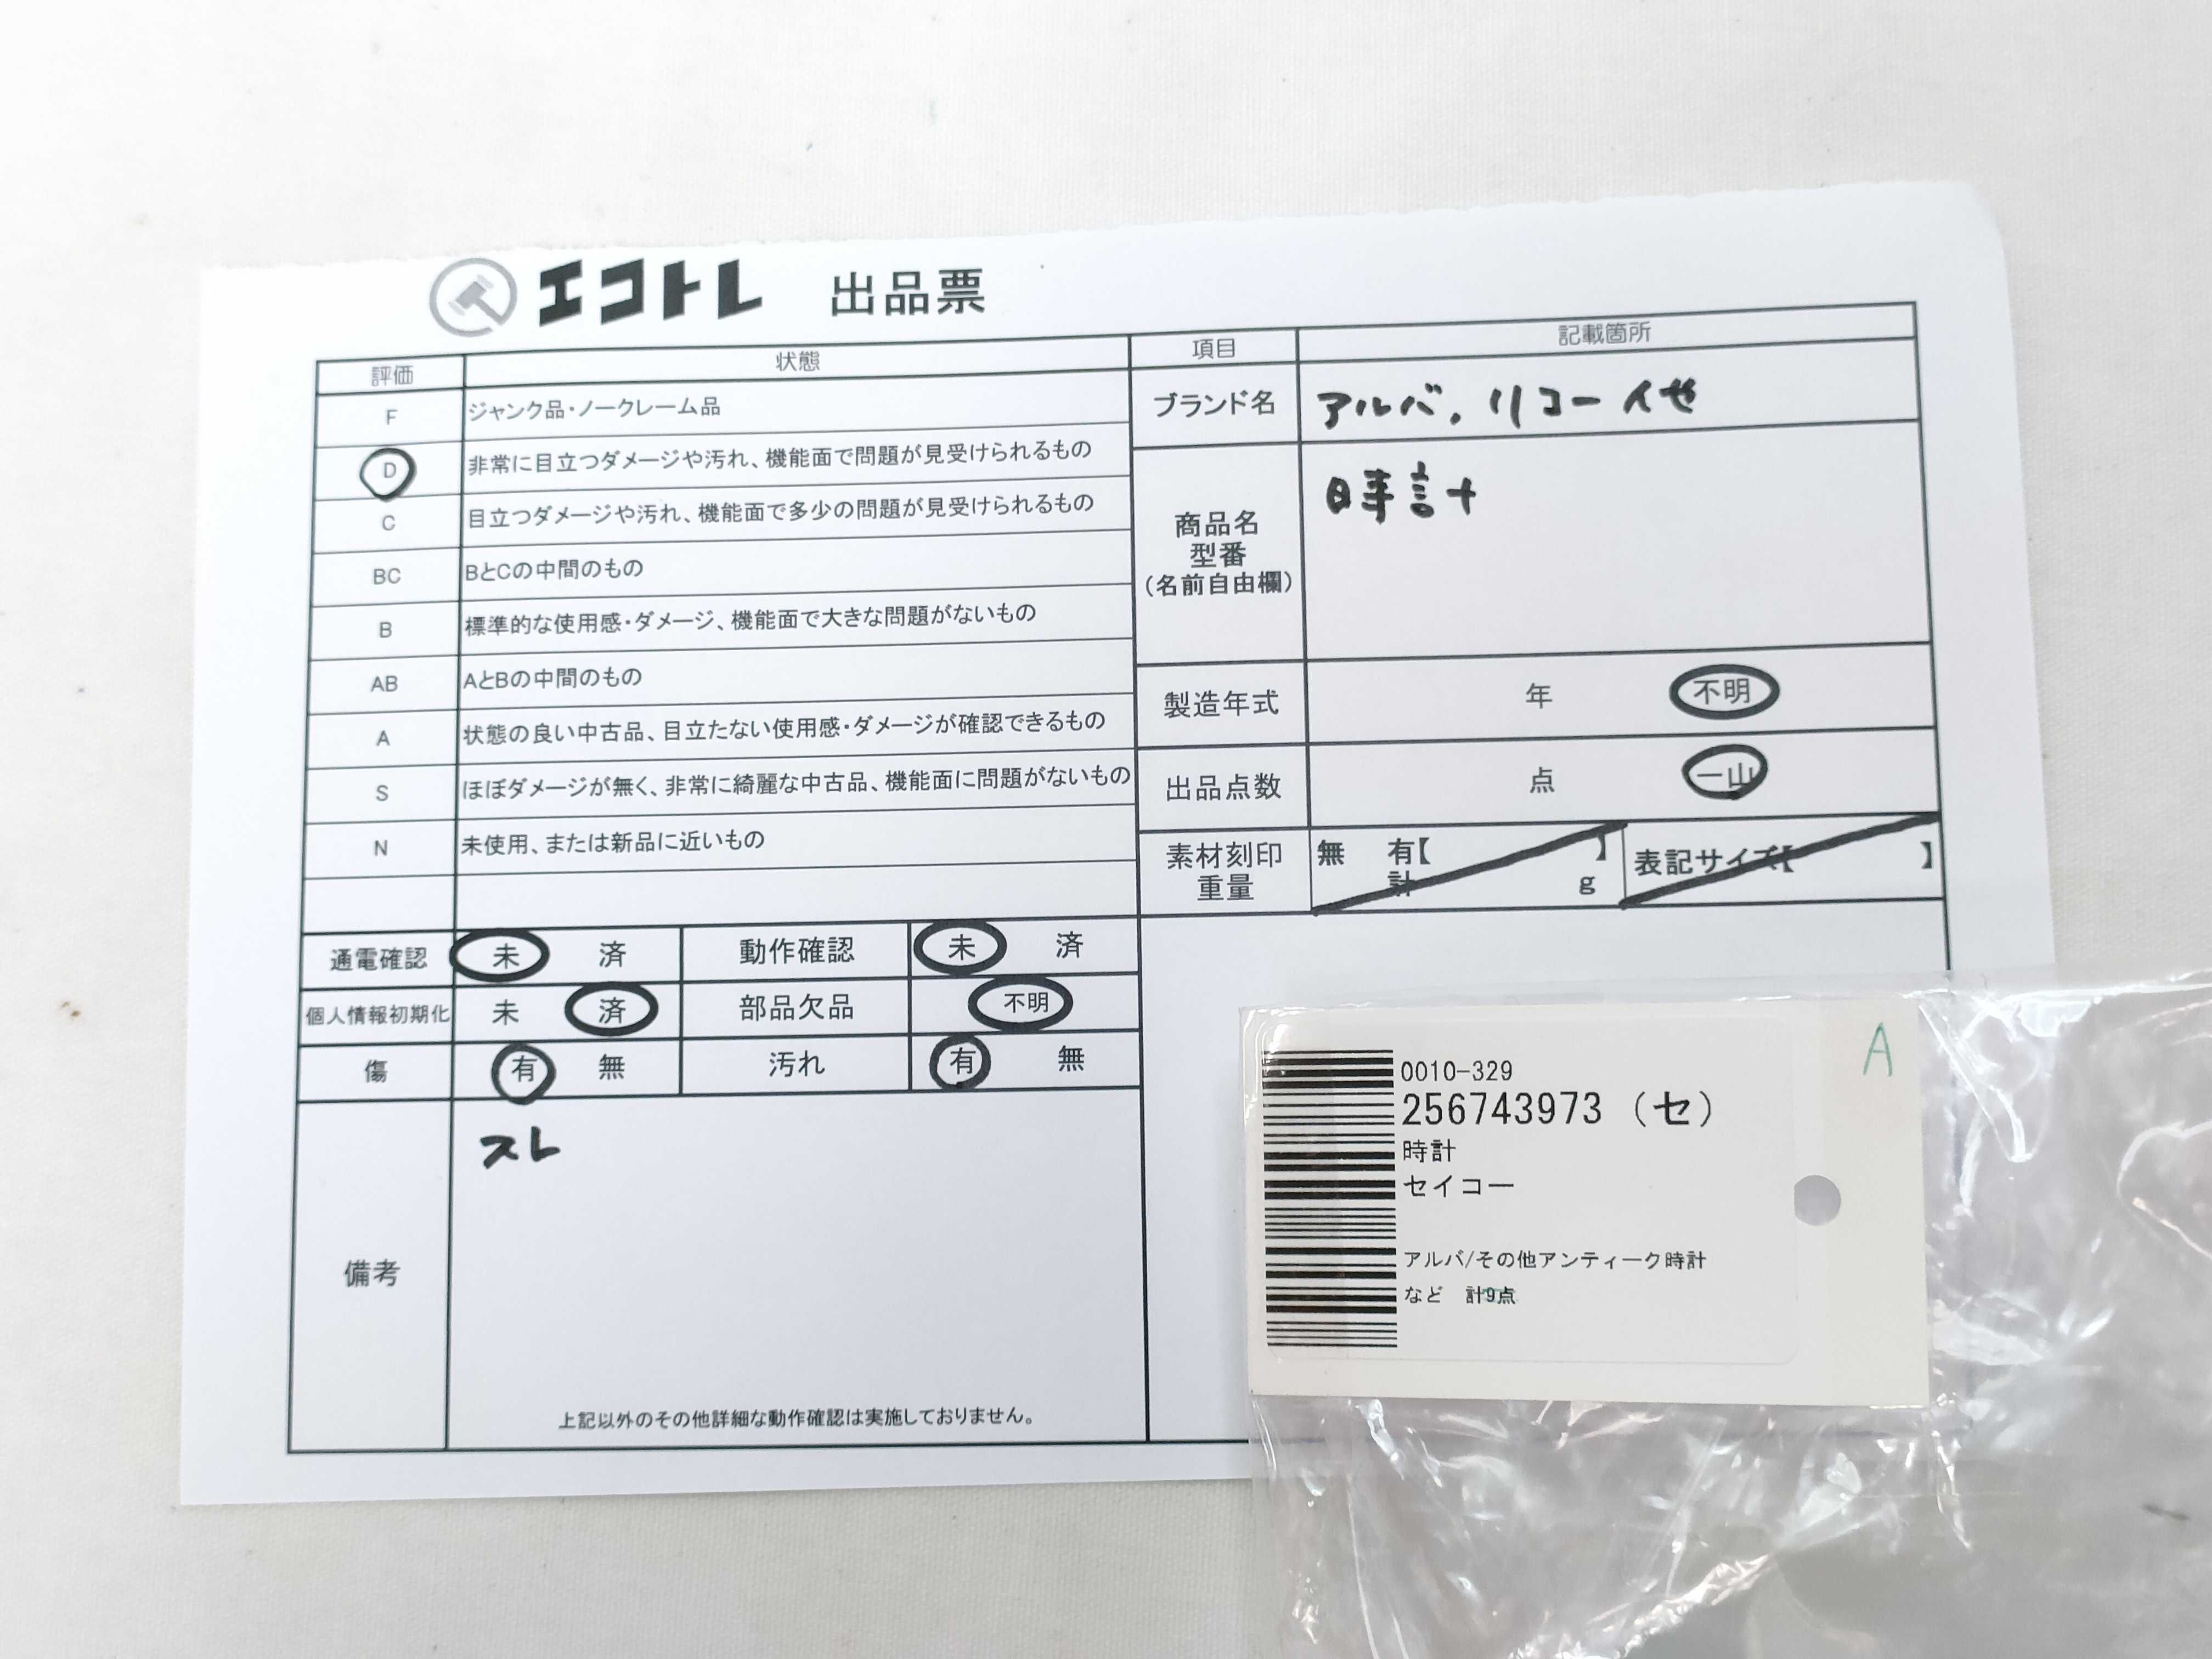 エコトレ 出品票
評価 状態
F ジャンク品・ノークレーム品
D 非常に目立つダメージや汚れ、機能面で問題が見受けられるもの
C 目立つダメージや汚れ、機能面で多少の問題が見受けられるもの
BC BとCの中間のもの
B 標準的な使用感・ダメージ、機能面で大きな問題がないもの
AB AとBの中間のもの
A 状態の良い中古品、目立たない使用感・ダメージが確認できるもの
S ほぼダメージが無く、非常に綺麗な中古品、機能面に問題がないもの
N 未使用、または新品に近いもの
通電確認 未 済 動作確認 未 済
個人情報初期化 未 済 部品欠品 不明
傷 有 無 汚れ 有 無
備考 スレ
上記以外のその他詳細な動作確認は実施しておりません。
項目 記載箇所
ブランド名 アルバ、リコー 他
商品名
型番
（名前自由欄）
時計
製造年式 年 不明
出品点数 点 一山
素材刻印 無 有【 】 表記サイズ【 】
重量 計 g
A
0010-329
256743973（セ）
時計
セイコー
アルバ/その他アンティーク時計
など 計9点